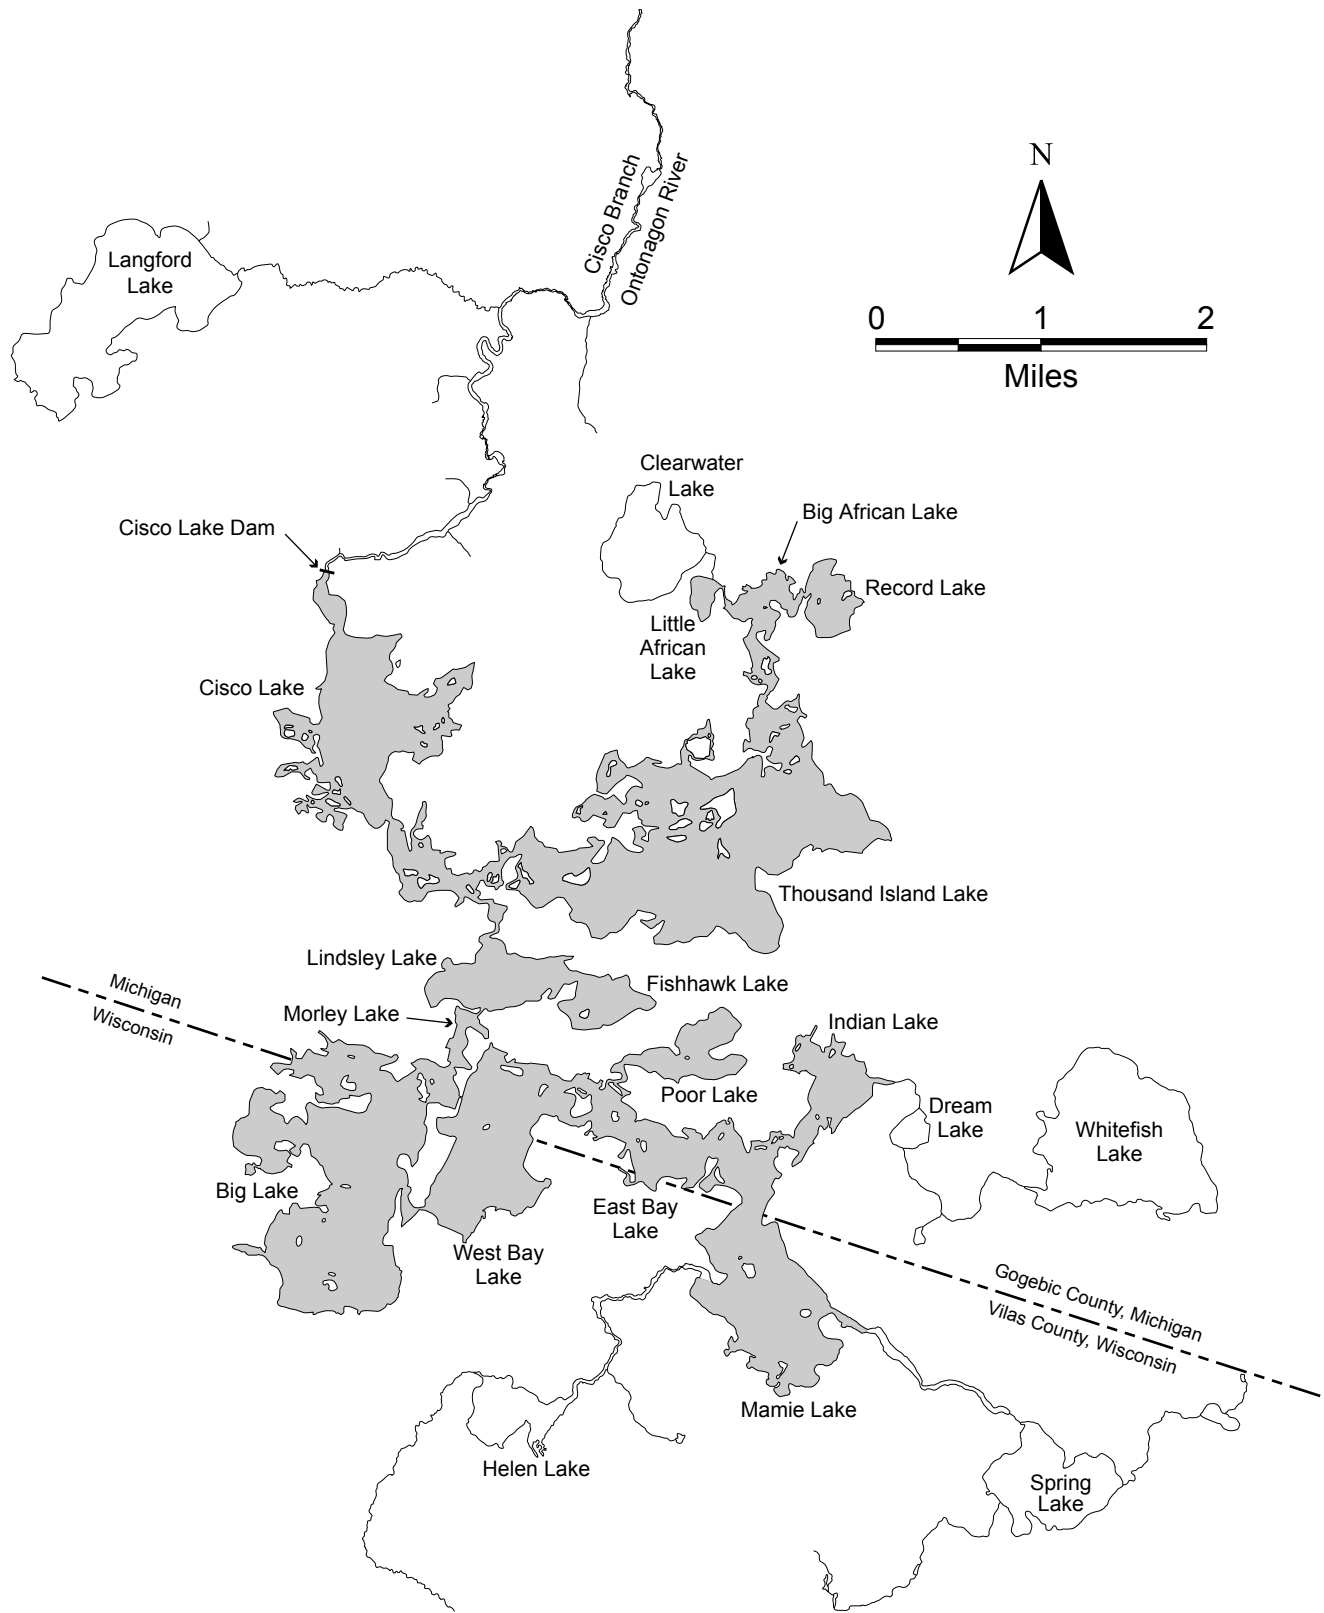 Cisco Branch
Ontonagon River
N
Langford
Lake
0 1 2
Miles
Clearwater
Lake
Big African Lake
Cisco Lake Dam
Record Lake
Little
African
Lake
Cisco Lake
Thousand Island Lake
Lindsley Lake
Fishhawk Lake
Michigan
Wisconsin
Morley Lake
Indian Lake
Poor Lake
Dream
Lake
Whitefish
Lake
Big Lake
East Bay
Lake
West Bay
Lake
Gogebic County, Michigan
Vilas County, Wisconsin
Mamie Lake
Helen Lake
Spring
Lake